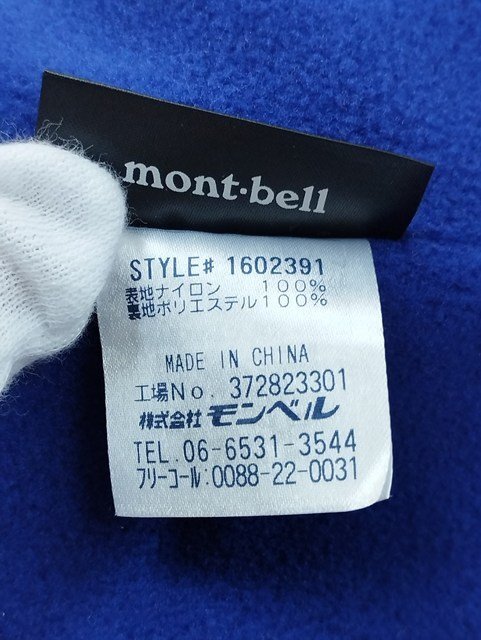 mont-bell
STYLE# 1602391
表地ナイロン 100%
裏地ポリエステル100%
MADE IN CHINA
工場No. 372823301
株式会社 モンベル
TEL.06-6531-3544
フリーコール:0088-22-0031